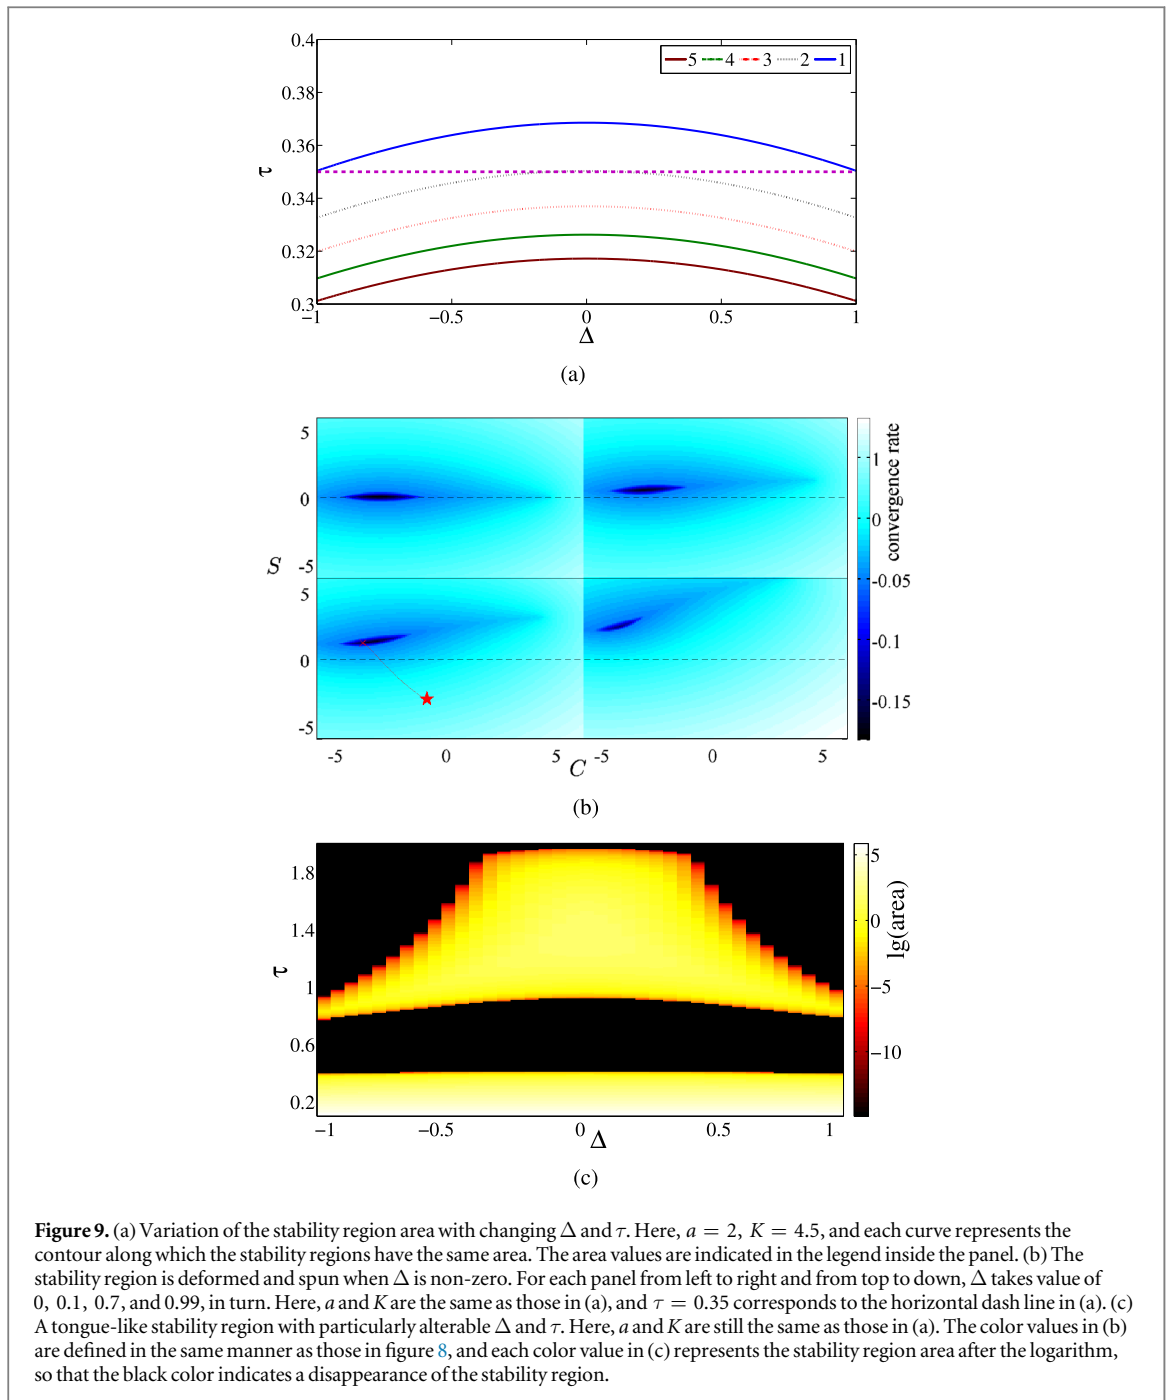 0.4
5 4 3 2 1
0.38
0.36
τ
0.34
0.32
0.3
−1 −0.5 0 0.5 1
Δ
(a)
5
0
S -5
5
0
-5
-5 0 5 C -5 0 5
1
0
-0.05
-0.1
-0.15
convergence rate
(b)
1.8
1.4
τ
1
0.6
0.2
−1 −0.5 0 Δ 0.5 1
5
0
−5
−10
lg(area)
(c)
Figure 9. (a) Variation of the stability region area with changing Δ and τ. Here, a = 2, K = 4.5, and each curve represents the
contour along which the stability regions have the same area. The area values are indicated in the legend inside the panel. (b) The
stability region is deformed and spun when Δ is non-zero. For each panel from left to right and from top to down, Δ takes value of
0, 0.1, 0.7, and 0.99, in turn. Here, a and K are the same as those in (a), and τ = 0.35 corresponds to the horizontal dash line in (a). (c)
A tongue-like stability region with particularly alterable Δ and τ. Here, a and K are still the same as those in (a). The color values in (b)
are defined in the same manner as those in figure 8, and each color value in (c) represents the stability region area after the logarithm,
so that the black color indicates a disappearance of the stability region.